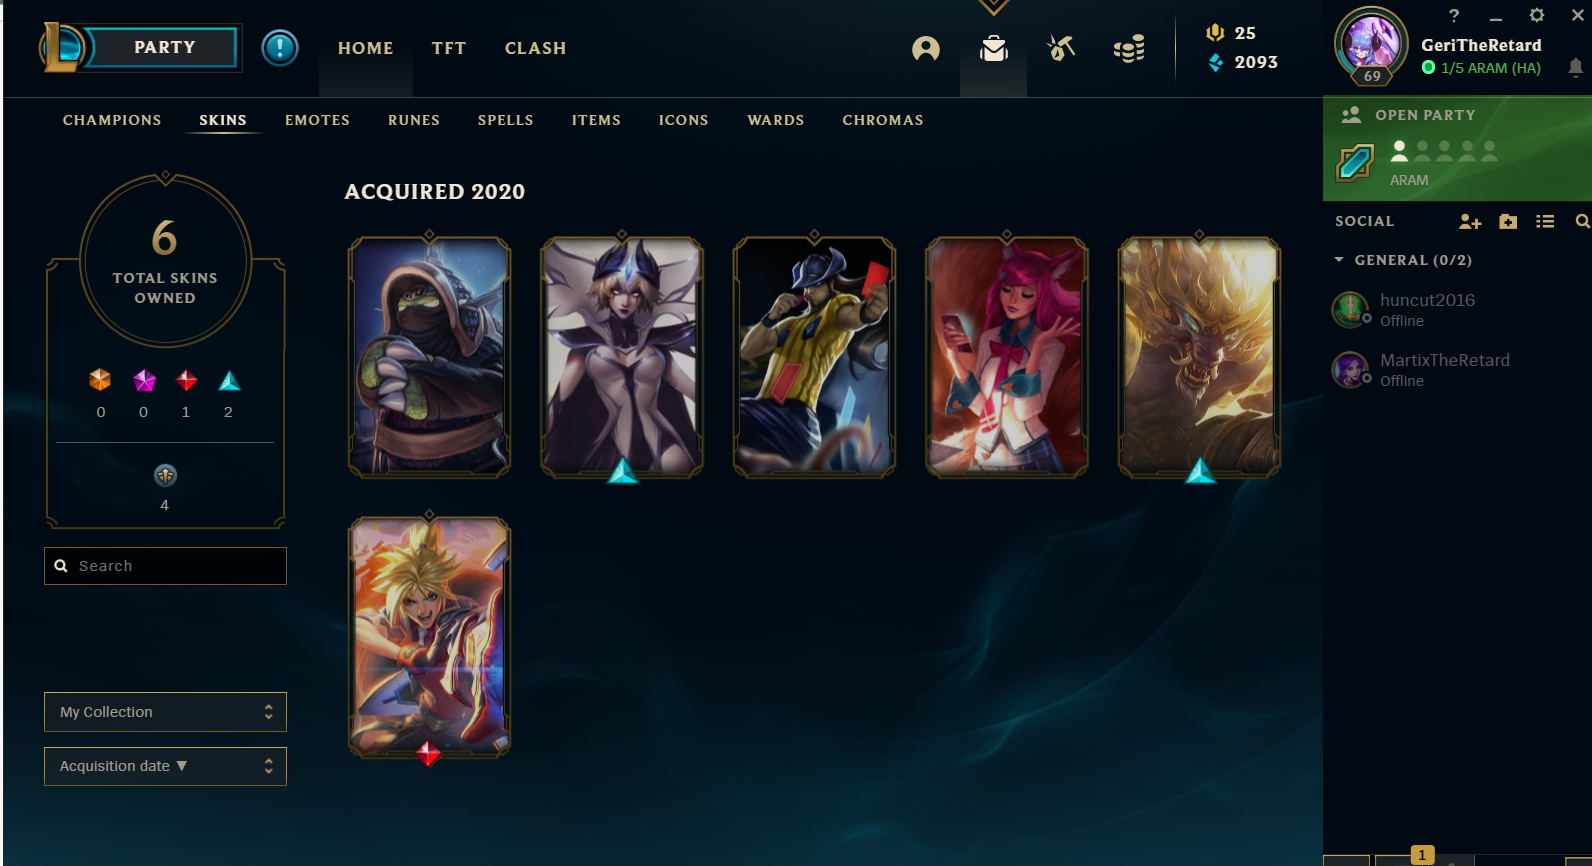 PARTY
HOME
TFT
CLASH
25
2093
?
GeriTheRetard
1/5 ARAM (HA)
69
CHAMPIONS
SKINS
EMOTES
RUNES
SPELLS
ITEMS
ICONS
WARDS
CHROMAS
OPEN PARTY
ARAM
SOCIAL
GENERAL (0/2)
huncut2016
Offline
MartixTheRetard
Offline
6
TOTAL SKINS
OWNED
0 0 1 2
4
Search
My Collection
Acquisition date ▼
ACQUIRED 2020
1